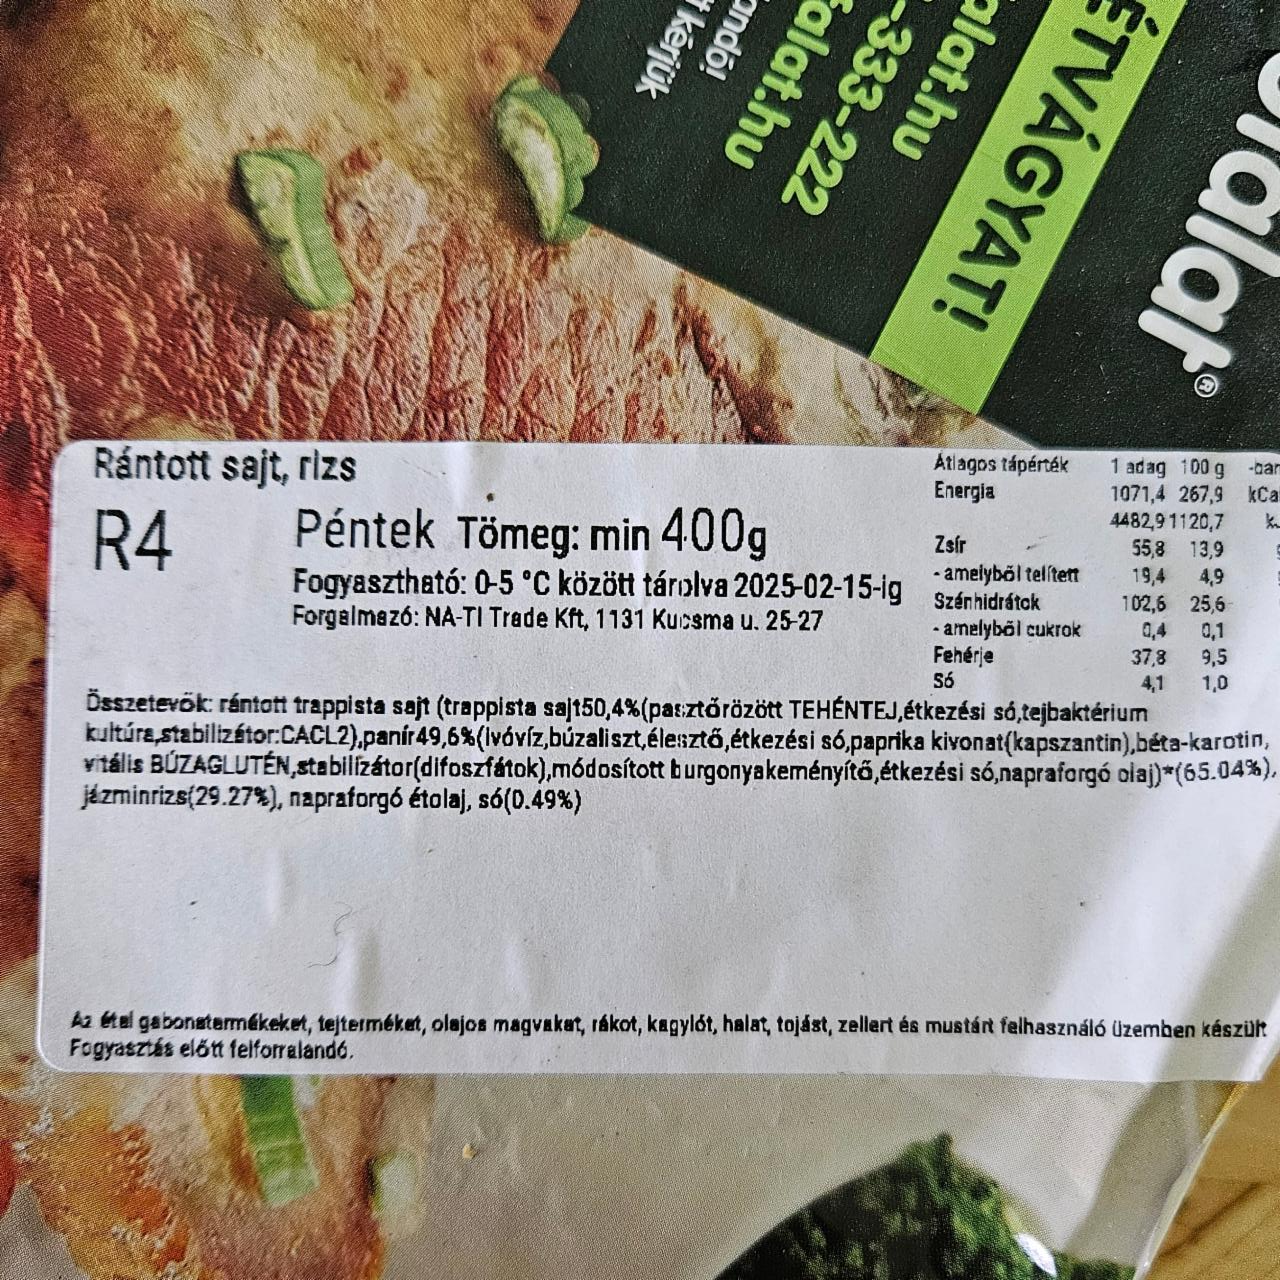 ÉTVÁGYAT!
falat®
alat.hu
-333-222
falat.hu
andó!
tt kérjük
Rántott sajt, rizs
R4
Péntek Tömeg: min 400g
Fogyasztható: 0-5 °C között tárolva 2025-02-15-ig
Forgalmazó: NA-TI Trade Kft, 1131 Kucsma u. 25-27
Átlagos tápérték 1 adag 100 g -ban
Energia 1071,4 267,9 kCal
4482,9 1120,7
Zsír 55,8 13,9
- amelyből telített 19,4 4,9
Szénhidrátok 102,6 25,6
- amelyből cukrok 0,4 0,1
Fehérje 37,8 9,5
Só 4,1 1,0
Összetevők: rántott trappista sajt (trappista sajt50,4%(pasztőrözött TEHÉNTEJ,étkezési só,tejbaktérium
kultúra,stabilizátor:CACL2),panír49,6%(ivóvíz,búzaliszt,élesztő,étkezési só,paprika kivonat(kapszantin),béta-karotin,
vitális BÚZAGLUTÉN,stabilizátor(difoszfátok),módosított burgonyakeményítő,étkezési só,napraforgó olaj)*(65.04%),
jázminrizs(29.27%), napraforgó étolaj, só(0.49%)
Az étel gabonatermékeket, tejterméket, olajos magvakat, rákot, kagylót, halat, tojást, zellert és mustárt felhasználó üzemben készült
Fogyasztás előtt felforralandó.